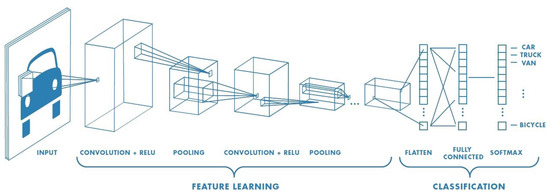 CAR
TRUCK
VAN
BICYCLE
INPUT
CONVOLUTION + RELU
POOLING
CONVOLUTION + RELU
POOLING
FLATTEN
FULLY
CONNECTED
SOFTMAX
FEATURE LEARNING
CLASSIFICATION